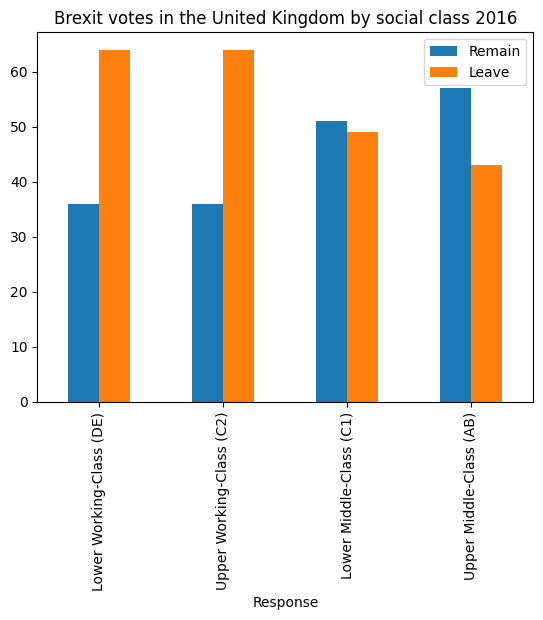 Brexit votes in the United Kingdom by social class 2016
Remain
Leave
60
50
40
30
20
10
0
Lower Working-Class (DE)
Upper Working-Class (C2)
Lower Middle-Class (C1)
Upper Middle-Class (AB)
Response